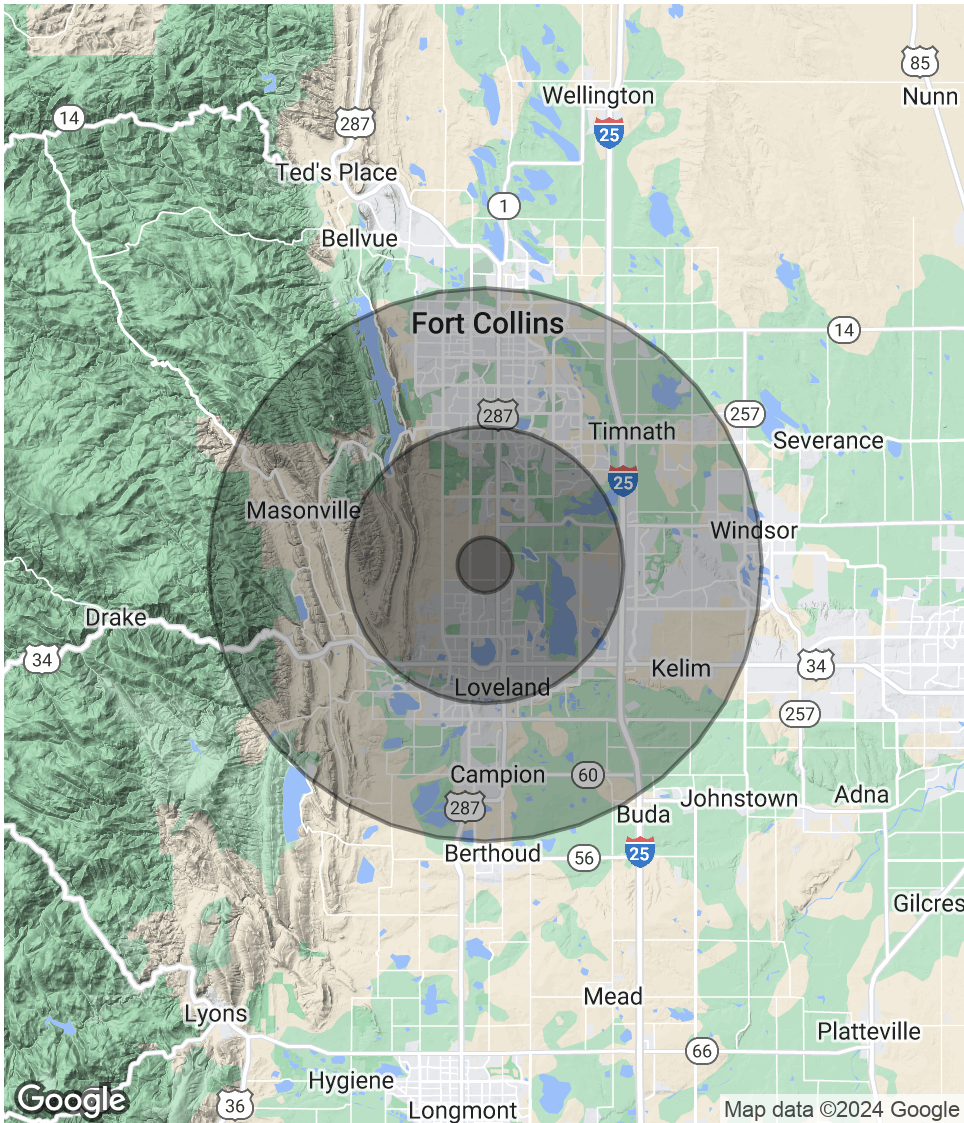 85
Wellington
Nunn
14
287
25
Ted's Place
1
Bellvue
Fort Collins
14
287
257
Timnath
Severance
25
Masonville
Windsor
Drake
34
Kelim
34
Loveland
257
Campion
60
Johnstown
Adna
287
Buda
Berthoud
56
25
Gilcres
Mead
Lyons
Platteville
66
Hygiene
Google
36
Longmont
Map data ©2024 Google